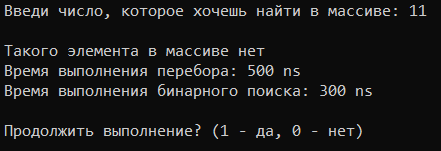 Введи число, которое хочешь найти в массиве: 11
Такого элемента в массиве нет
Время выполнения перебора: 500 ns
Время выполнения бинарного поиска: 300 ns
Продолжить выполнение? (1 - да, 0 - нет)